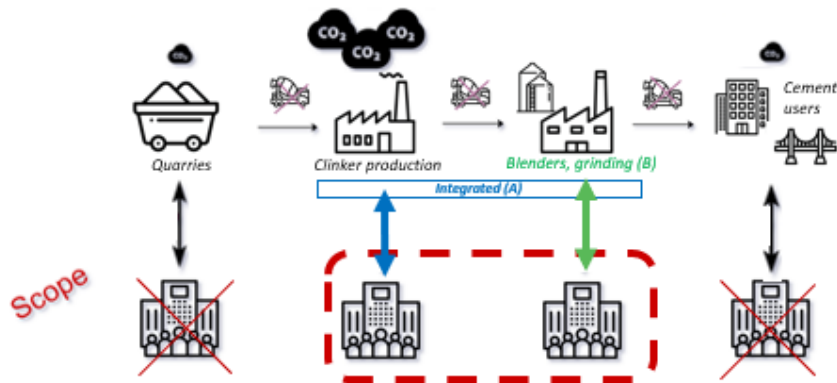 CO₂
CO₂
CO₂
CO₂
CO₂
Cement
users
Quarries
Clinker production
Blenders, grinding (B)
Integrated (A)
Scope